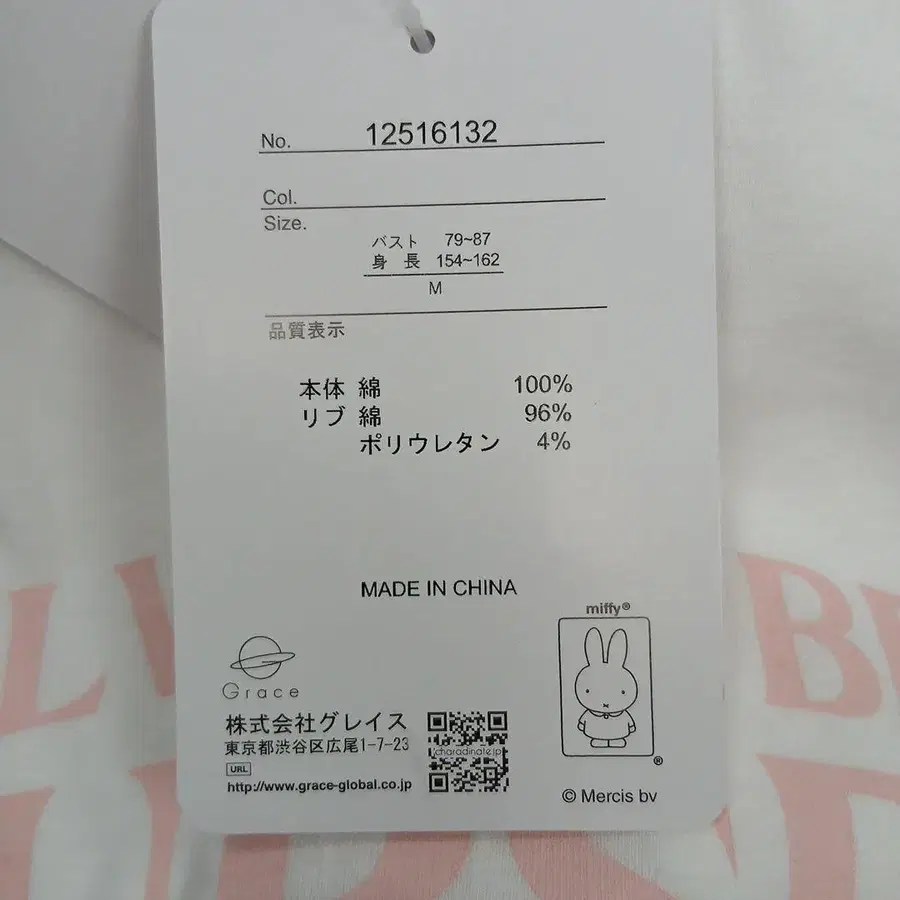 No. 12516132
Col.
Size.
バスト 79~87
身 長 154~162
M
品質表示
本体 綿 100%
リブ 綿 96%
ポリウレタン 4%
MADE IN CHINA
miffy®
Grace
株式会社グレイス
東京都渋谷区広尾1-7-23
URL
http://www.grace-global.co.jp
charadinate.jp
®
© Mercis bv